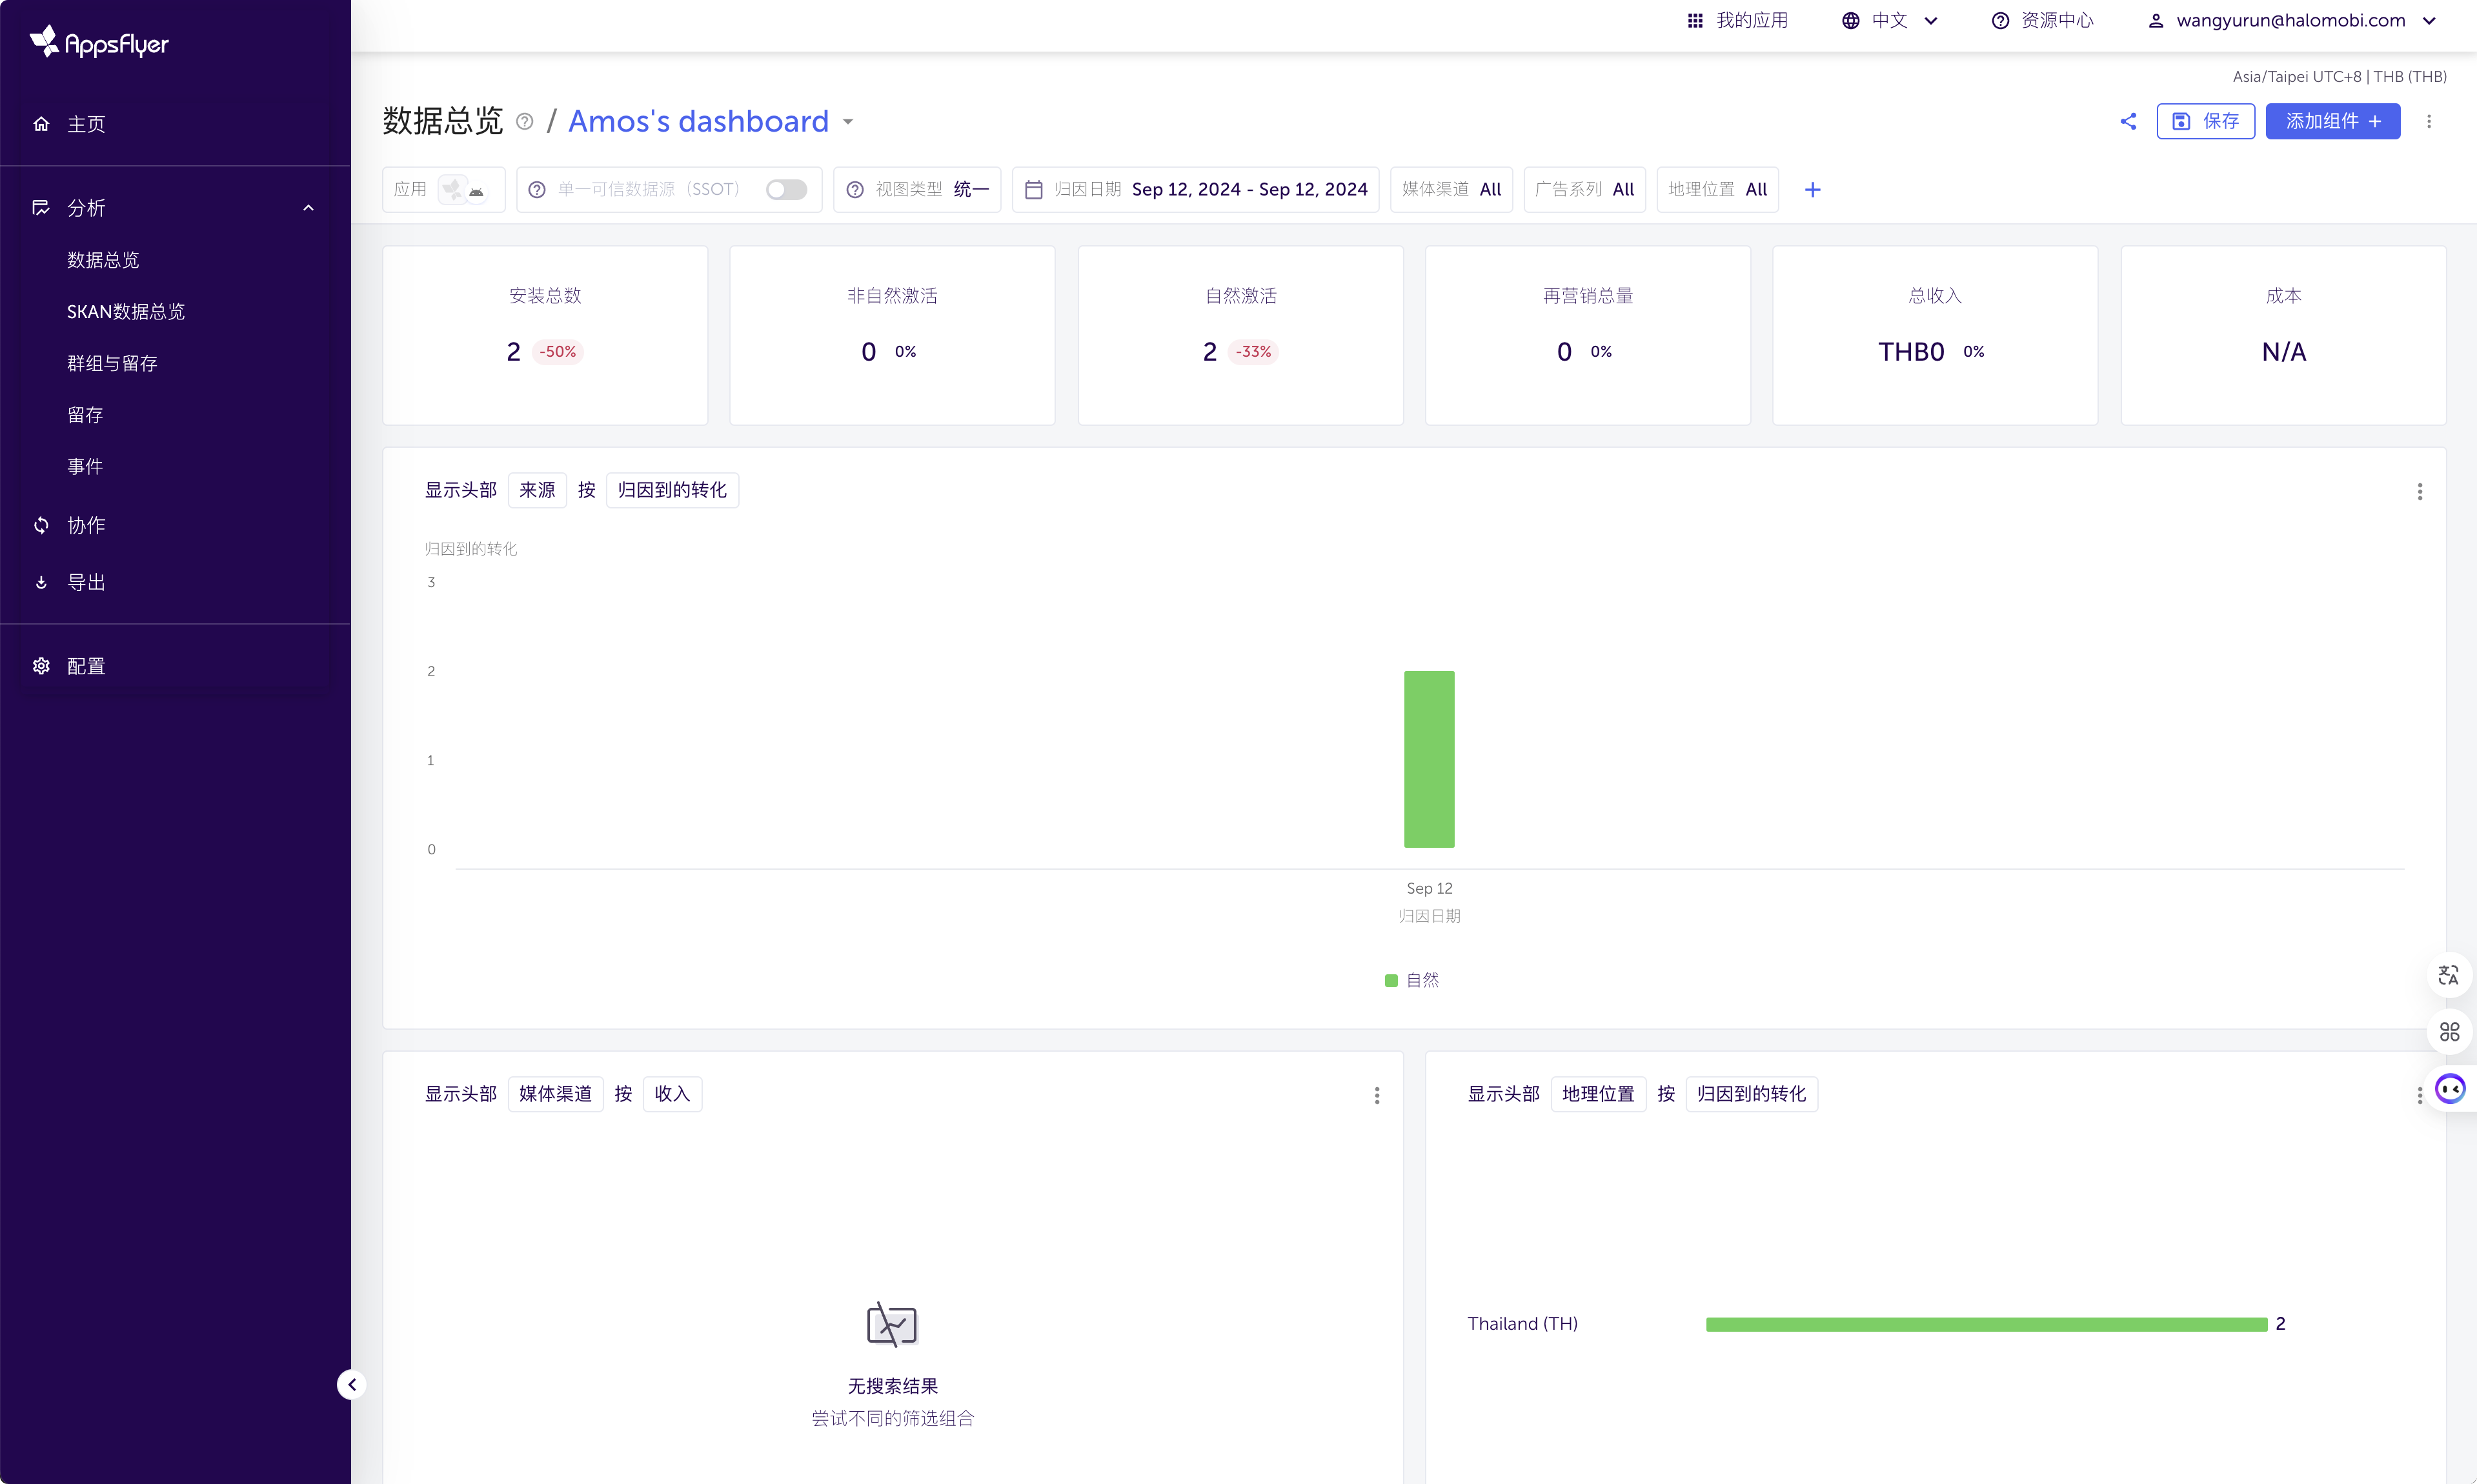 AppsFlyer
主页
分析
数据总览
SKAN数据总览
群组与留存
留存
事件
协作
导出
配置
我的应用
中文
资源中心
wangyurun@halomobi.com
Asia/Taipei UTC+8 | THB (THB)
数据总览 / Amos's dashboard
保存
添加组件 +
应用
单一可信数据源（SSOT）
视图类型 统一
归因日期 Sep 12, 2024 - Sep 12, 2024
媒体渠道 All
广告系列 All
地理位置 All
安装总数
2 -50%
非自然激活
0 0%
自然激活
2 -33%
再营销总量
0 0%
总收入
THB0 0%
成本
N/A
显示头部 来源 按 归因到的转化
归因到的转化
3
2
1
0
Sep 12
归因日期
自然
显示头部 媒体渠道 按 收入
无搜索结果
尝试不同的筛选组合
显示头部 地理位置 按 归因到的转化
Thailand (TH) 2